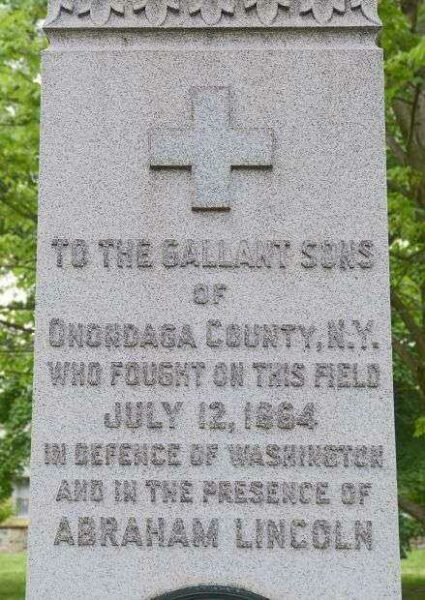 TO THE GALLANT SONS
OF
ONONDAGA COUNTY, N.Y.
WHO FOUGHT ON THIS FIELD
JULY 12, 1864
IN DEFENCE OF WASHINGTON
AND IN THE PRESENCE OF
ABRAHAM LINCOLN